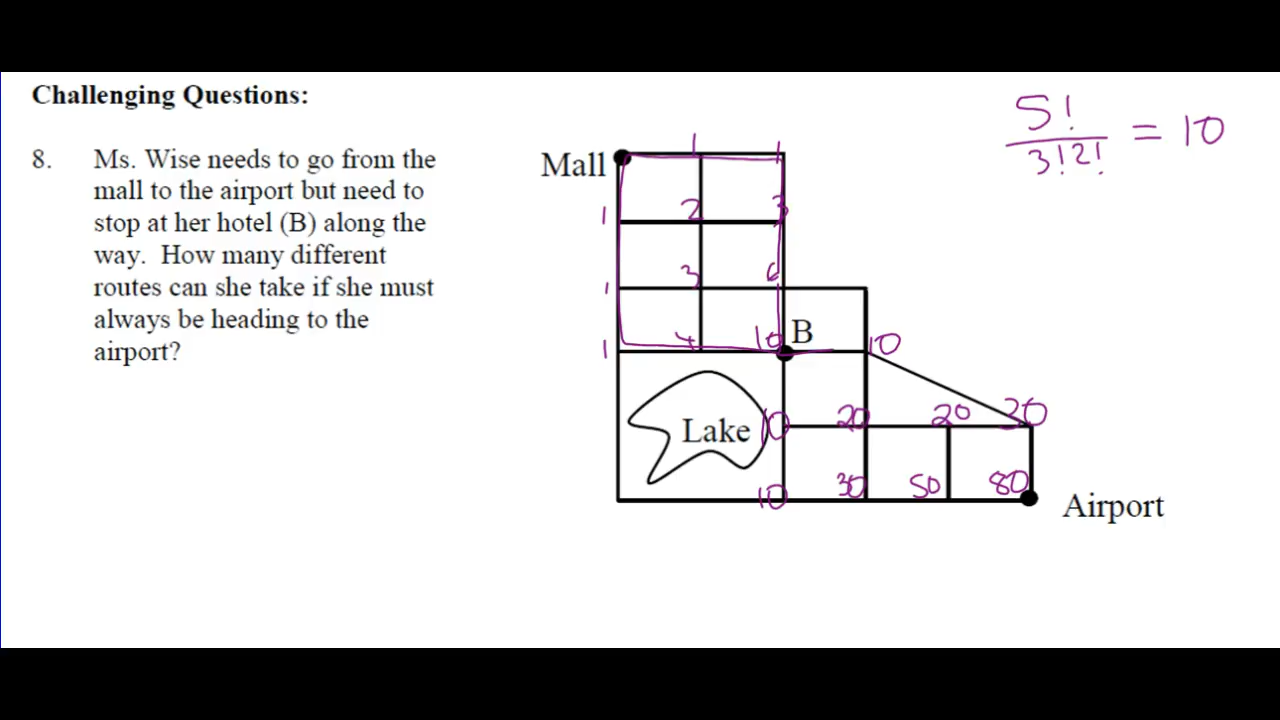 Challenging Questions:
8. Ms. Wise needs to go from the
mall to the airport but need to
stop at her hotel (B) along the
way. How many different
routes can she take if she must
always be heading to the
airport?
5!
3!2!
= 10
Mall
1 1
1 2 3
1 3 6
1 4 10 B 10
Lake 10 20 20 20
10 30 50 80
Airport